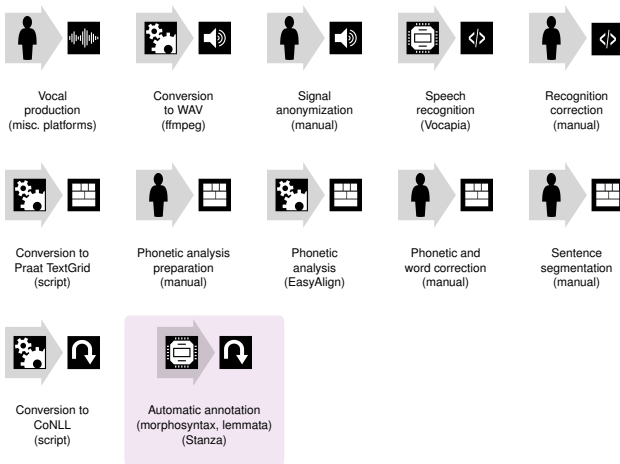 Vocal
production
(misc. platforms)
Conversion
to WAV
(ffmpeg)
Signal
anonymization
(manual)
</>
Speech
recognition
(Vocapia)
</>
Recognition
correction
(manual)
Conversion to
Praat TextGrid
(script)
Phonetic analysis
preparation
(manual)
Phonetic
analysis
(EasyAlign)
Phonetic and
word correction
(manual)
Sentence
segmentation
(manual)
Conversion to
CoNLL
(script)
Automatic annotation
(morphosyntax, lemmata)
(Stanza)